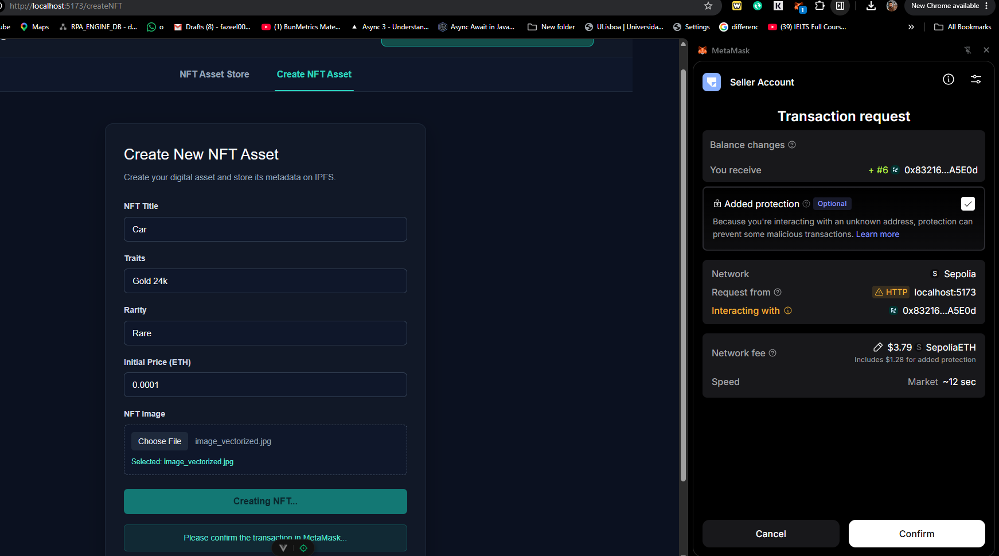 http://localhost:5173/createNFT
New Chrome available
1
ube
Maps
RPA_ENGINE_DB - d...
o
Drafts (8) - fazeel00...
(1) BunMetrics Mate...
Async 3 - Understan...
Async Await in Java...
New folder
ULisboa | Universida...
Settings
differenc
(39) IELTS Full Cours...
»
All Bookmarks
NFT Asset Store
Create NFT Asset
Create New NFT Asset
Create your digital asset and store its metadata on IPFS.
NFT Title
Car
Traits
Gold 24k
Rarity
Rare
Initial Price (ETH)
0.0001
NFT Image
Choose File image_vectorized.jpg
Selected: image_vectorized.jpg
Creating NFT...
Please confirm the transaction in MetaMask...
MetaMask
Seller Account
Transaction request
Balance changes
You receive + #6 0x83216...A5E0d
Added protection Optional
Because you're interacting with an unknown address, protection can
prevent some malicious transactions. Learn more
Network S Sepolia
Request from HTTP localhost:5173
Interacting with 0x83216...A5E0d
Network fee $3.79 S SepoliaETH
Includes $1.28 for added protection
Speed Market ~12 sec
Cancel
Confirm